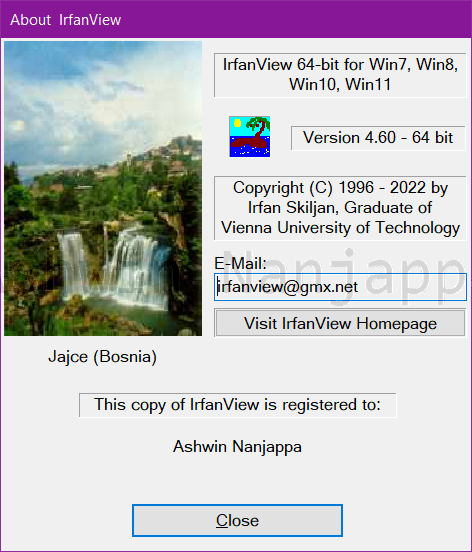 About IrfanView
IrfanView 64-bit for Win7, Win8,
Win10, Win11
Version 4.60 - 64 bit
Copyright (C) 1996 - 2022 by
Irfan Skiljan, Graduate of
Vienna University of Technology
E-Mail:
irfanview@gmx.net
Nanjapp
Visit IrfanView Homepage
Jajce (Bosnia)
This copy of IrfanView is registered to:
Ashwin Nanjappa
Close